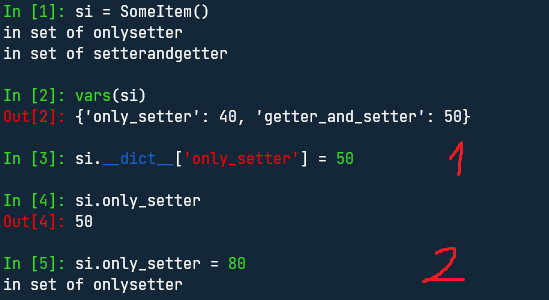 In [1]: si = SomeItem()
in set of onlysetter
in set of setterandgetter
In [2]: vars(si)
Out[2]: {'only_setter': 40, 'getter_and_setter': 50}
1
In [3]: si.__dict__['only_setter'] = 50
In [4]: si.only_setter
Out[4]: 50
In [5]: si.only_setter = 80
2
in set of onlysetter